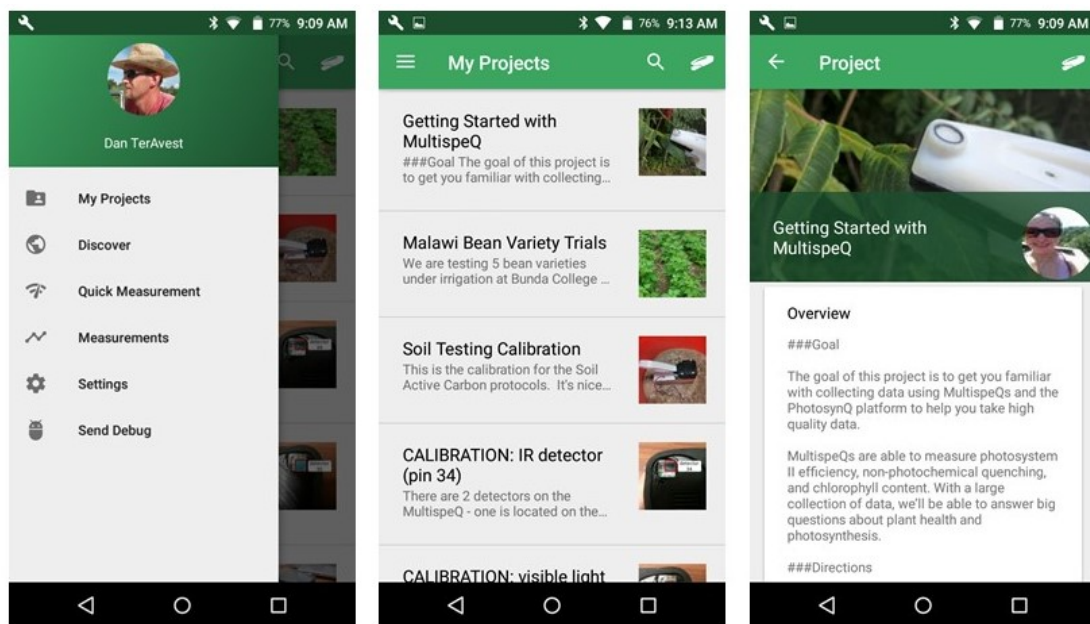 77% 9:09 AM
Dan TerAvest
My Projects
Discover
Quick Measurement
Measurements
Settings
Send Debug
76% 9:13 AM
My Projects
Getting Started with
MultispeQ
###Goal The goal of this project is
to get you familiar with collecting...
Malawi Bean Variety Trials
We are testing 5 bean varieties
under irrigation at Bunda College ...
Soil Testing Calibration
This is the calibration for the Soil
Active Carbon protocols. It's nice...
CALIBRATION: IR detector
(pin 34)
There are 2 detectors on the
MultispeQ - one is located on the...
CALIBRATION: visible light
77% 9:09 AM
Project
Getting Started with
MultispeQ
Overview
###Goal
The goal of this project is to get you familiar
with collecting data using MultispeQs and the
PhotosynQ platform to help you take high
quality data.
MultispeQs are able to measure photosystem
II efficiency, non-photochemical quenching,
and chlorophyll content. With a large
collection of data, we'll be able to answer big
questions about plant health and
photosynthesis.
###Directions